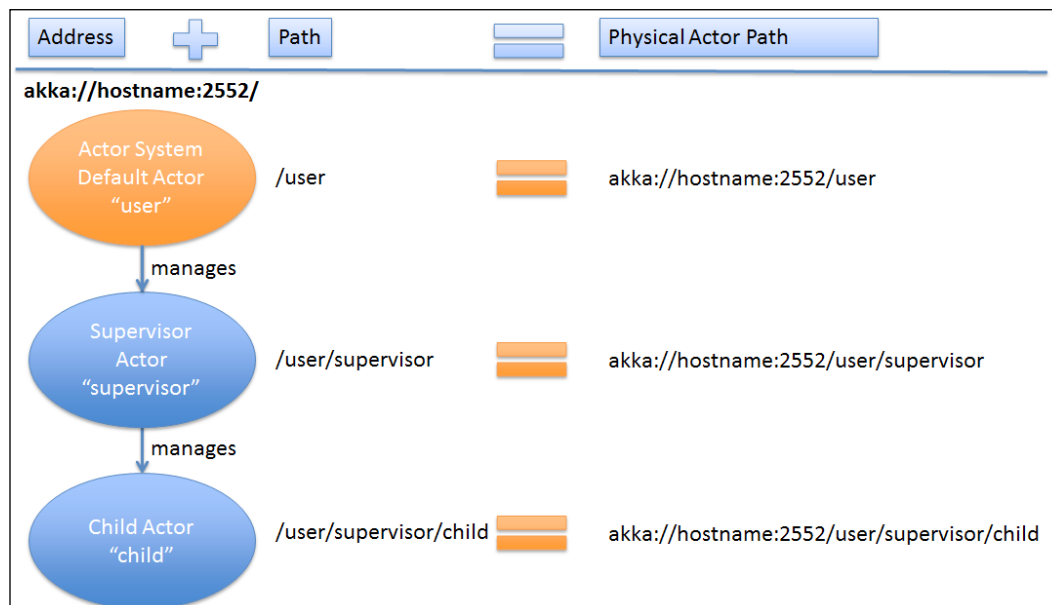 Address
Path
Physical Actor Path
akka://hostname:2552/
Actor System
Default Actor
“user”
/user
akka://hostname:2552/user
manages
Supervisor
Actor
“supervisor”
/user/supervisor
akka://hostname:2552/user/supervisor
manages
Child Actor
“child”
/user/supervisor/child
akka://hostname:2552/user/supervisor/child